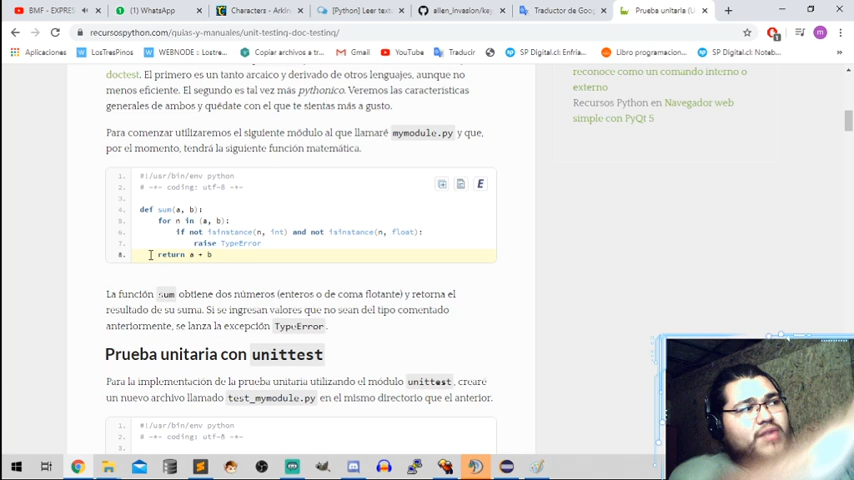 BMF - EXPRE
(1) WhatsApp
Characters - Arkn
[Python] Leer text
alien_invasion/key
Traductor de Goo
Prueba unitaria (u
recursospython.com/guias-y-manuales/unit-testing-doc-testing/
Aplicaciones
LosTresPinos
WEBNODE :: LOST
Copiar archivos a tr
Gmail
YouTube
Traducir
SP Digital.cl: Enfria
Libro programacion
SP Digital.cl: Noteb
doctest. El primero es un tanto arcaico y derivado de otros lenguajes, aunque no
menos eficiente. El segundo es tal vez más pythonico. Veremos las características
generales de ambos y quédate con el que te sientas más a gusto.
Para comenzar utilizaremos el siguiente módulo al que llamaré mymodule.py y que,
por el momento, tendrá la siguiente función matemática.
1. #!/usr/bin/env python
2. # -*- coding: utf-8 -*-
3.
4. def sum(a, b):
5. for n in (a, b):
6. if not isinstance(n, int) and not isinstance(n, float):
7. raise TypeError
8. return a + b
La función sum obtiene dos números (enteros o de coma flotante) y retorna el
resultado de su suma. Si se ingresan valores que no sean del tipo comentado
anteriormente, se lanza la excepción TypeError.
Prueba unitaria con unittest
Para la implementación de la prueba unitaria utilizando el módulo unittest, crearé
un nuevo archivo llamado test_mymodule.py en el mismo directorio que el anterior.
1. #!/usr/bin/env python
2. # -*- coding: utf-8 -*-
3.
reconoce como un comando interno o
externo
Recursos Python en Navegador web
simple con PyQt 5